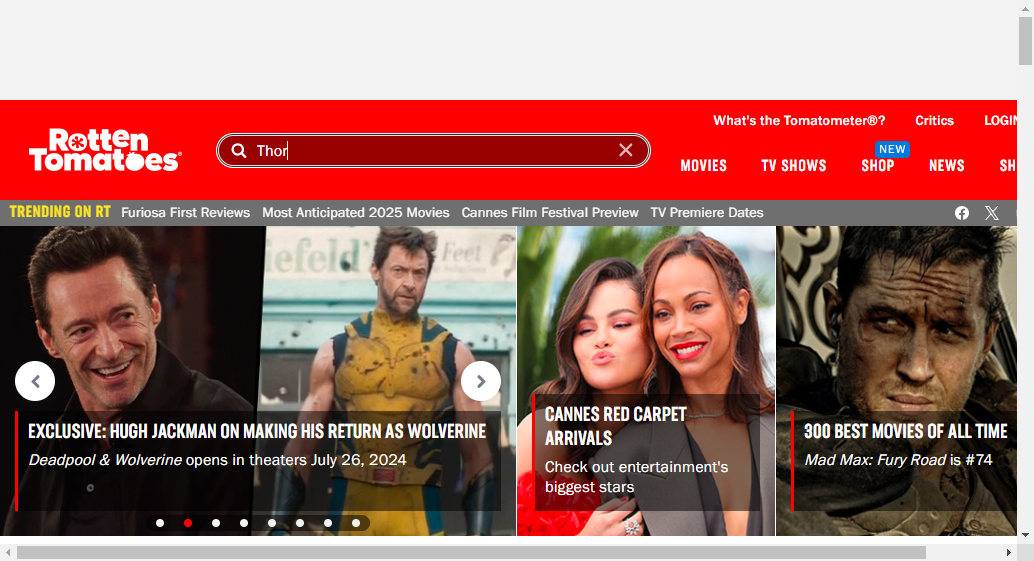 What's the Tomatometer®?
Critics
LOGIN
Rotten
Tomatoes®
Thor
MOVIES
TV SHOWS
NEW
SHOP
NEWS
SH
TRENDING ON RT
Furiosa First Reviews
Most Anticipated 2025 Movies
Cannes Film Festival Preview
TV Premiere Dates
Feel
EXCLUSIVE: HUGH JACKMAN ON MAKING HIS RETURN AS WOLVERINE
Deadpool & Wolverine opens in theaters July 26, 2024
CANNES RED CARPET
ARRIVALS
Check out entertainment's
biggest stars
300 BEST MOVIES OF ALL TIME
Mad Max: Fury Road is #74